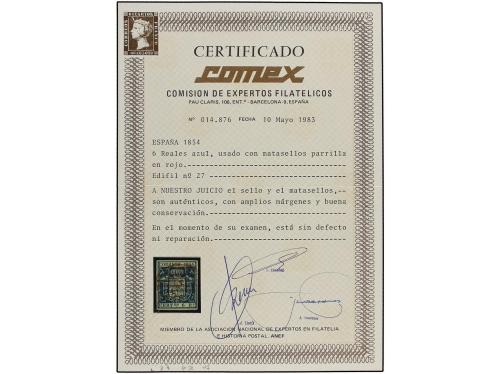 CERTIFICADO
comex
COMISION DE EXPERTOS FILATELICOS
PAU CLARIS, 108, ENT.º - BARCELONA-9, ESPAÑA
Nº 014.876 FECHA 10 Mayo 1983
ESPAÑA 1854
6 Reales azul, usado con matasellos parrilla
en rojo.
Edifil nº 27
A NUESTRO JUICIO el sello y el matasellos,--
son auténticos, con amplios márgenes y buena
conservación.
En el momento de su examen, está sin defecto
ni reparación.
MIEMBRO DE LA ASOCIACION NACIONAL DE EXPERTOS EN FILATELIA
E HISTORIA POSTAL. ANEF